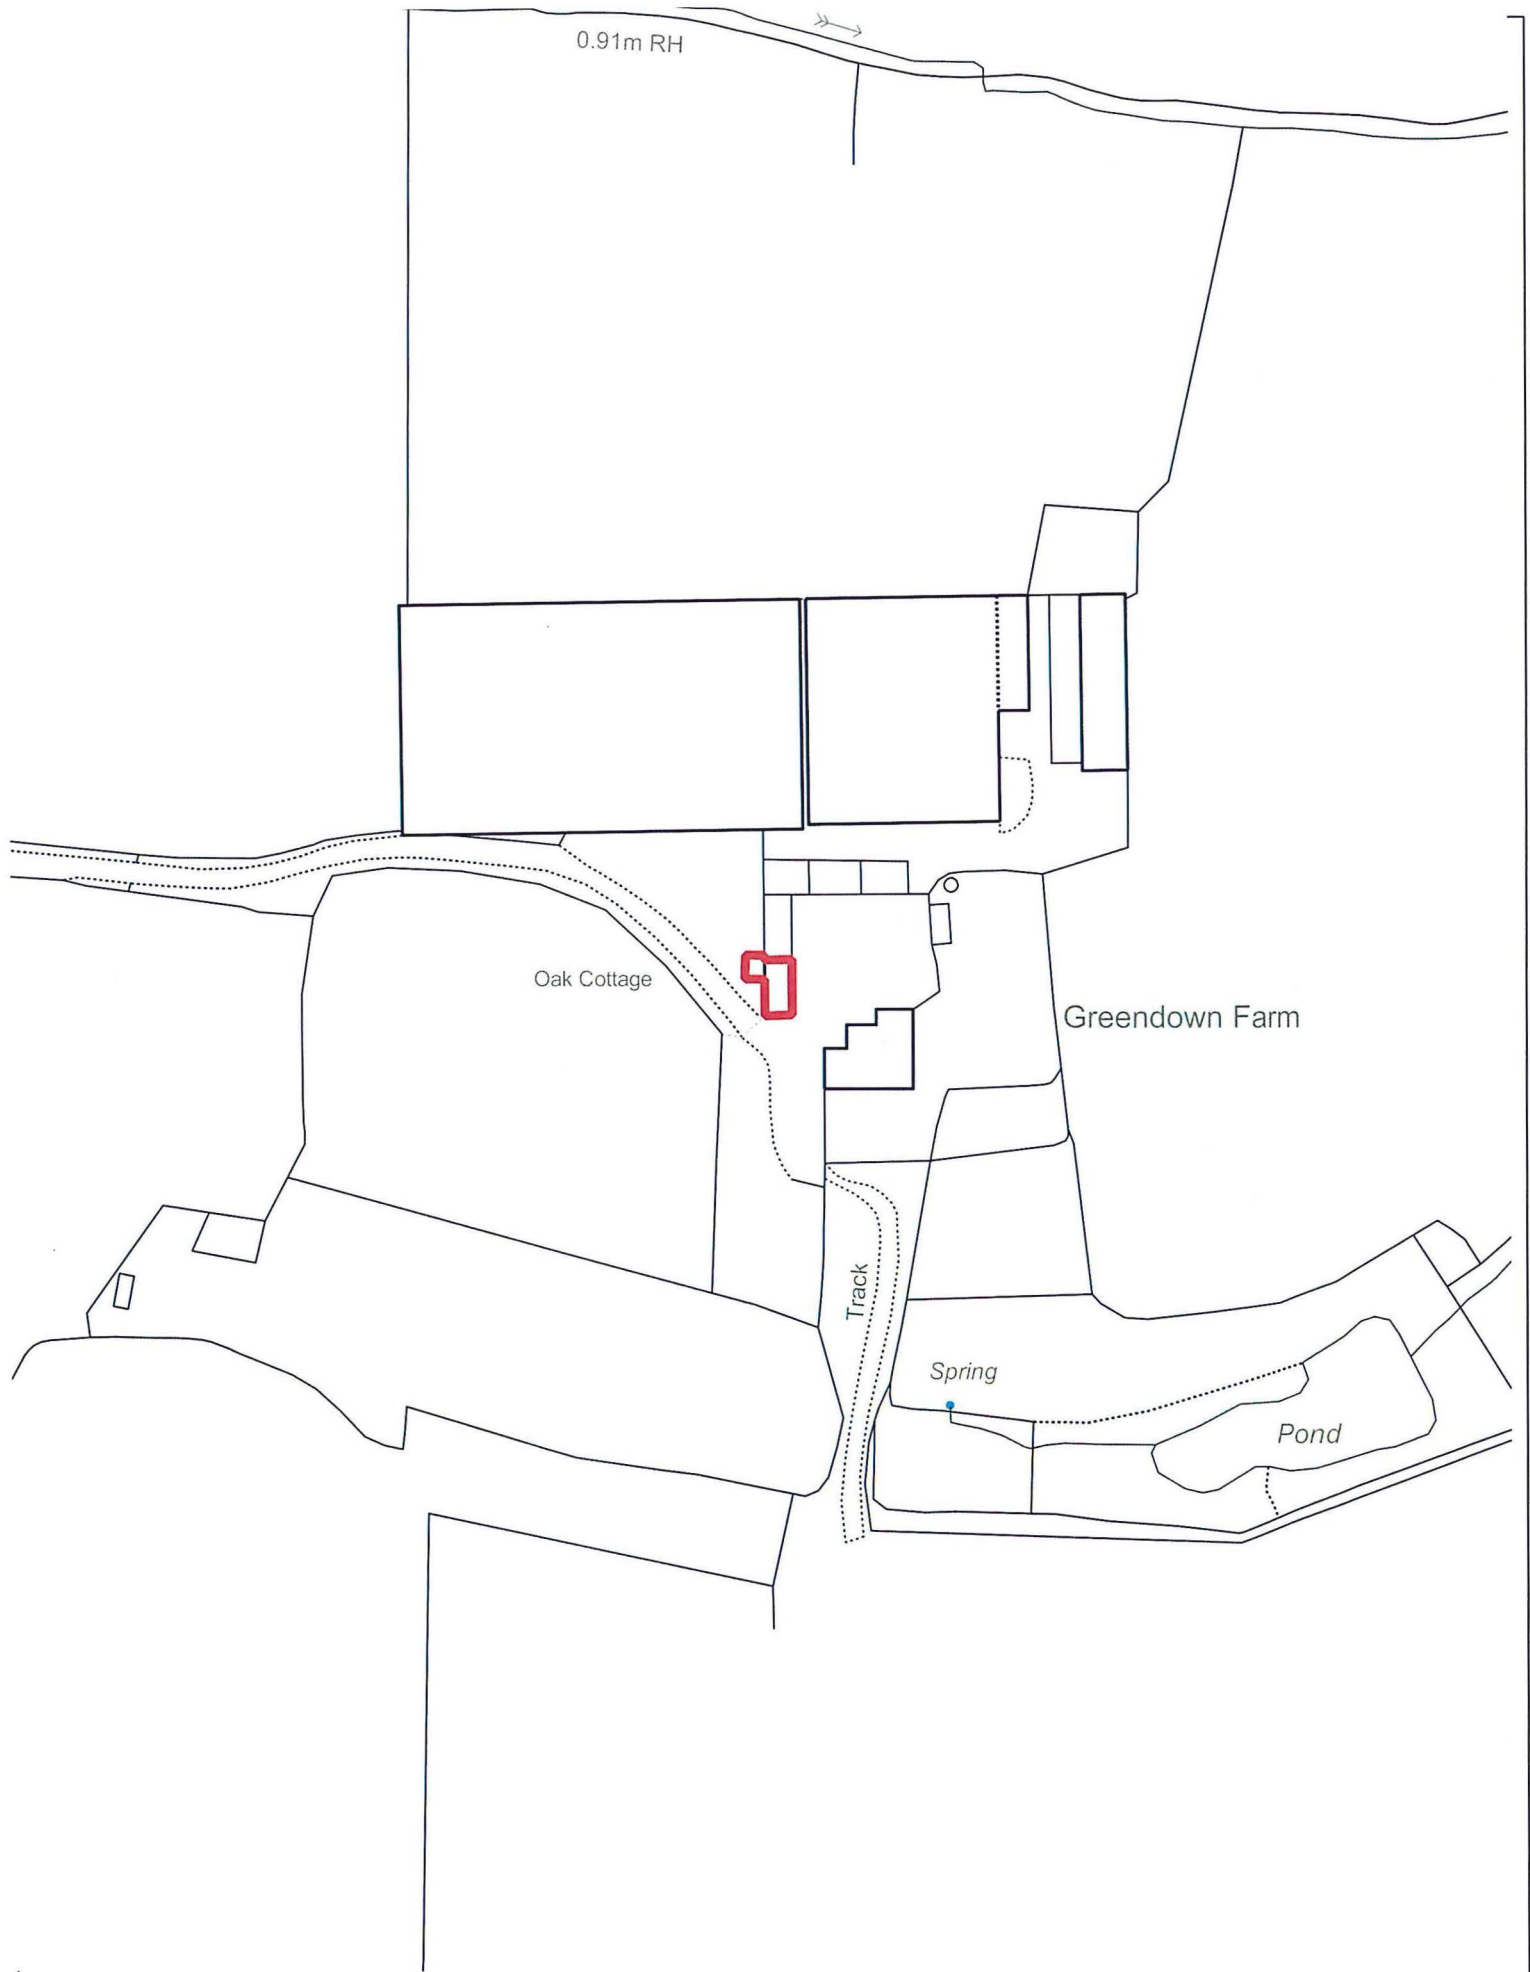 0.91m RH
Oak Cottage
Greendown Farm
Track
Spring
Pond